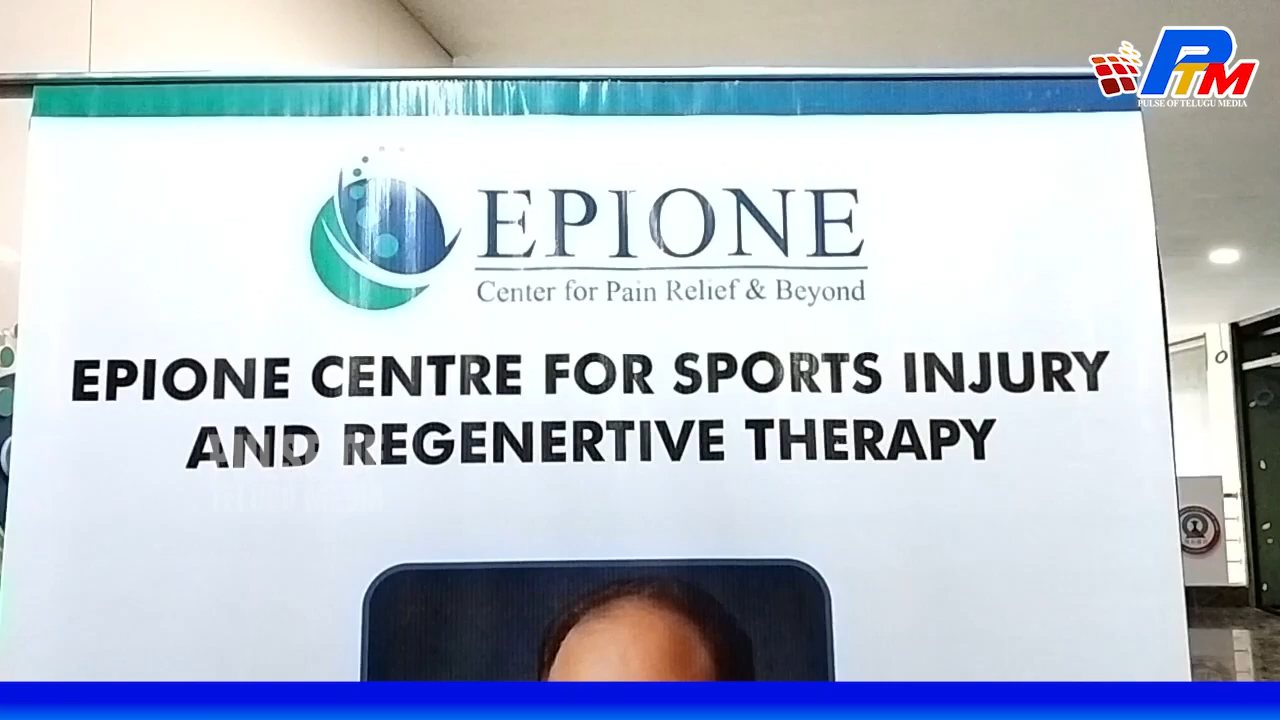 PTM
PULSE OF TELUGU MEDIA
EPIONE
Center for Pain Relief & Beyond
EPIONE CENTRE FOR SPORTS INJURY
AND REGENERTIVE THERAPY